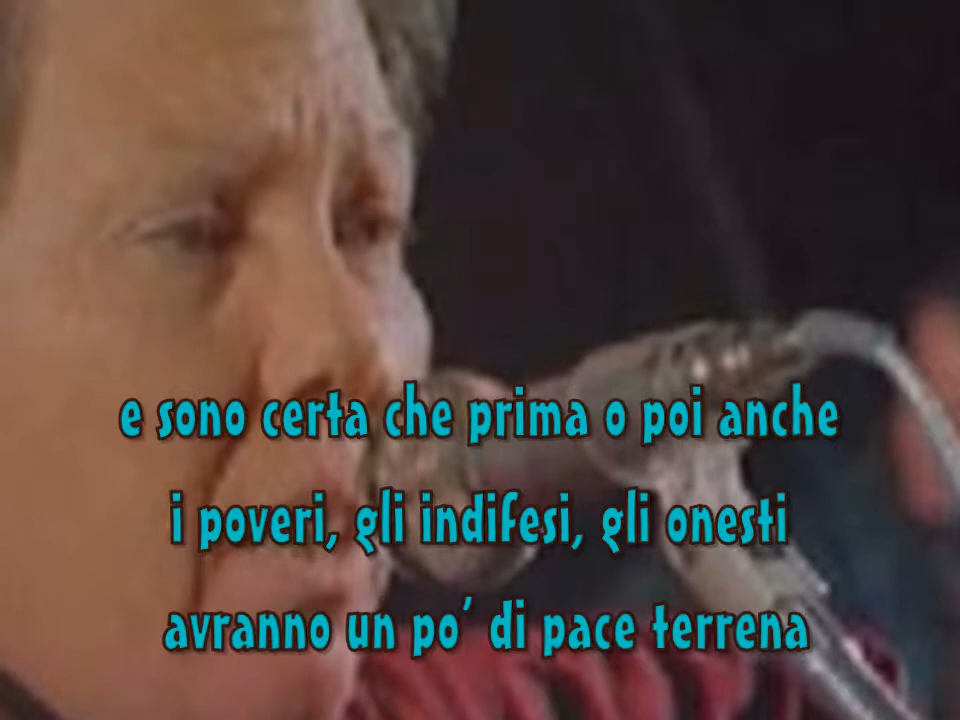 e sono certa che prima o poi anche
i poveri, gli indifesi, gli onesti
avranno un po' di pace terrena